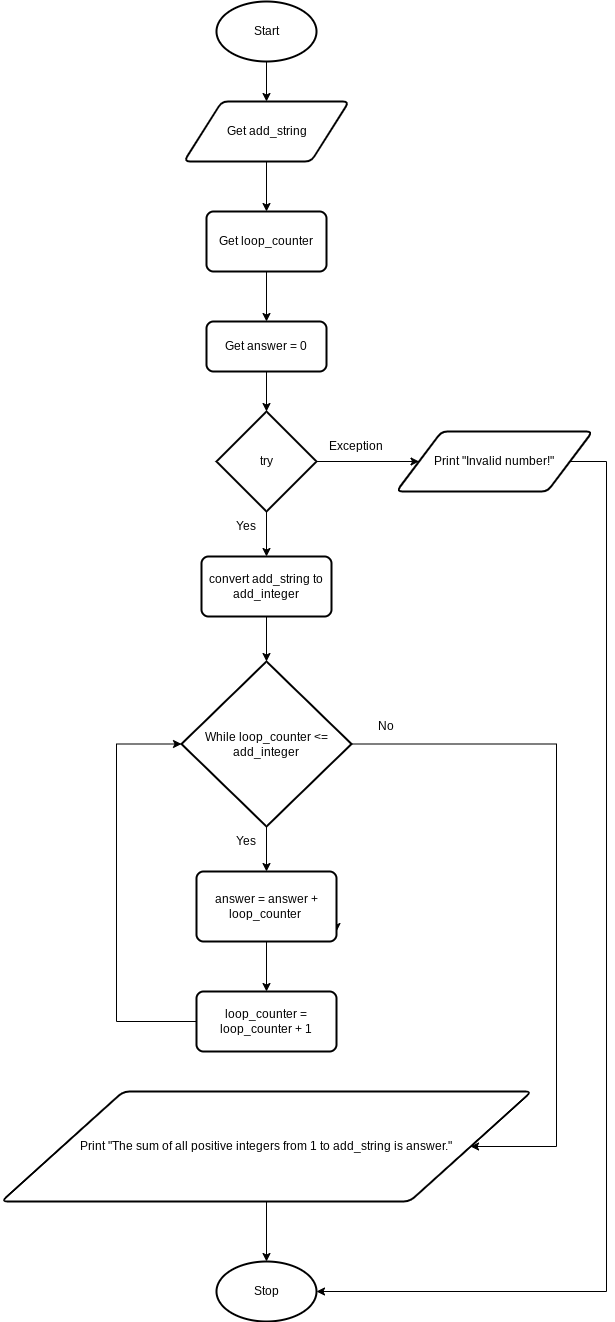 Start
Get add_string
Get loop_counter
Get answer = 0
try
Exception
Print "Invalid number!"
Yes
convert add_string to
add_integer
While loop_counter <=
add_integer
No
Yes
answer = answer +
loop_counter
loop_counter =
loop_counter + 1
Print "The sum of all positive integers from 1 to add_string is answer."
Stop